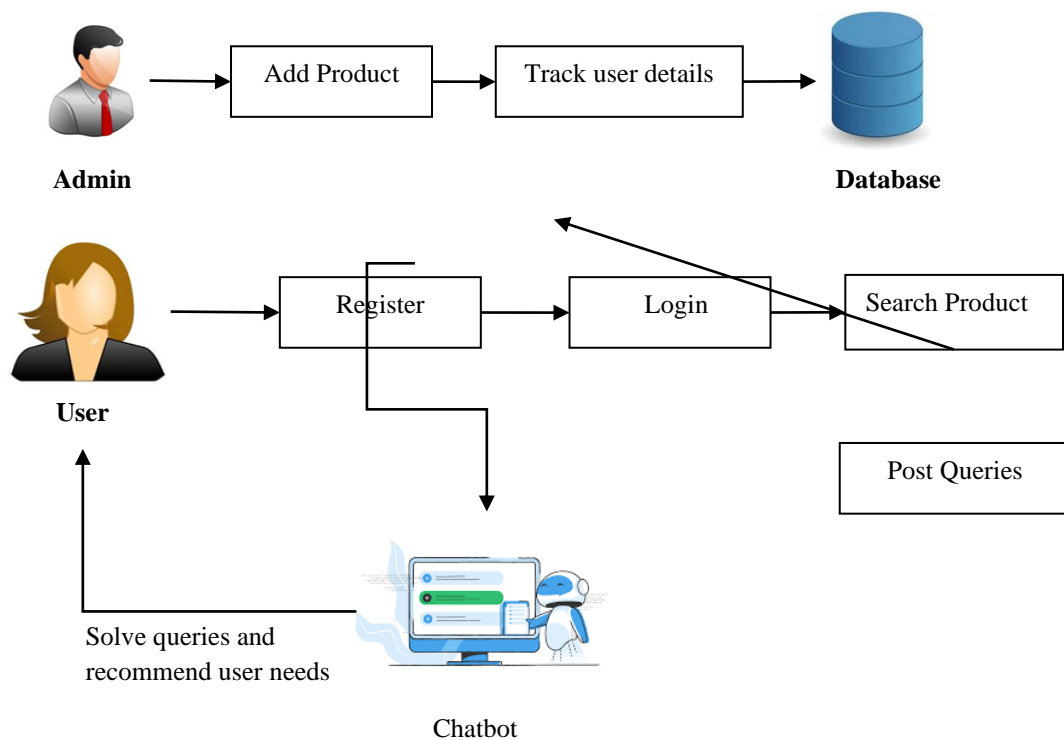 Add Product
Track user details
Admin
Database
Register
Login
Search Product
User
Post Queries
Solve queries and
recommend user needs
Chatbot